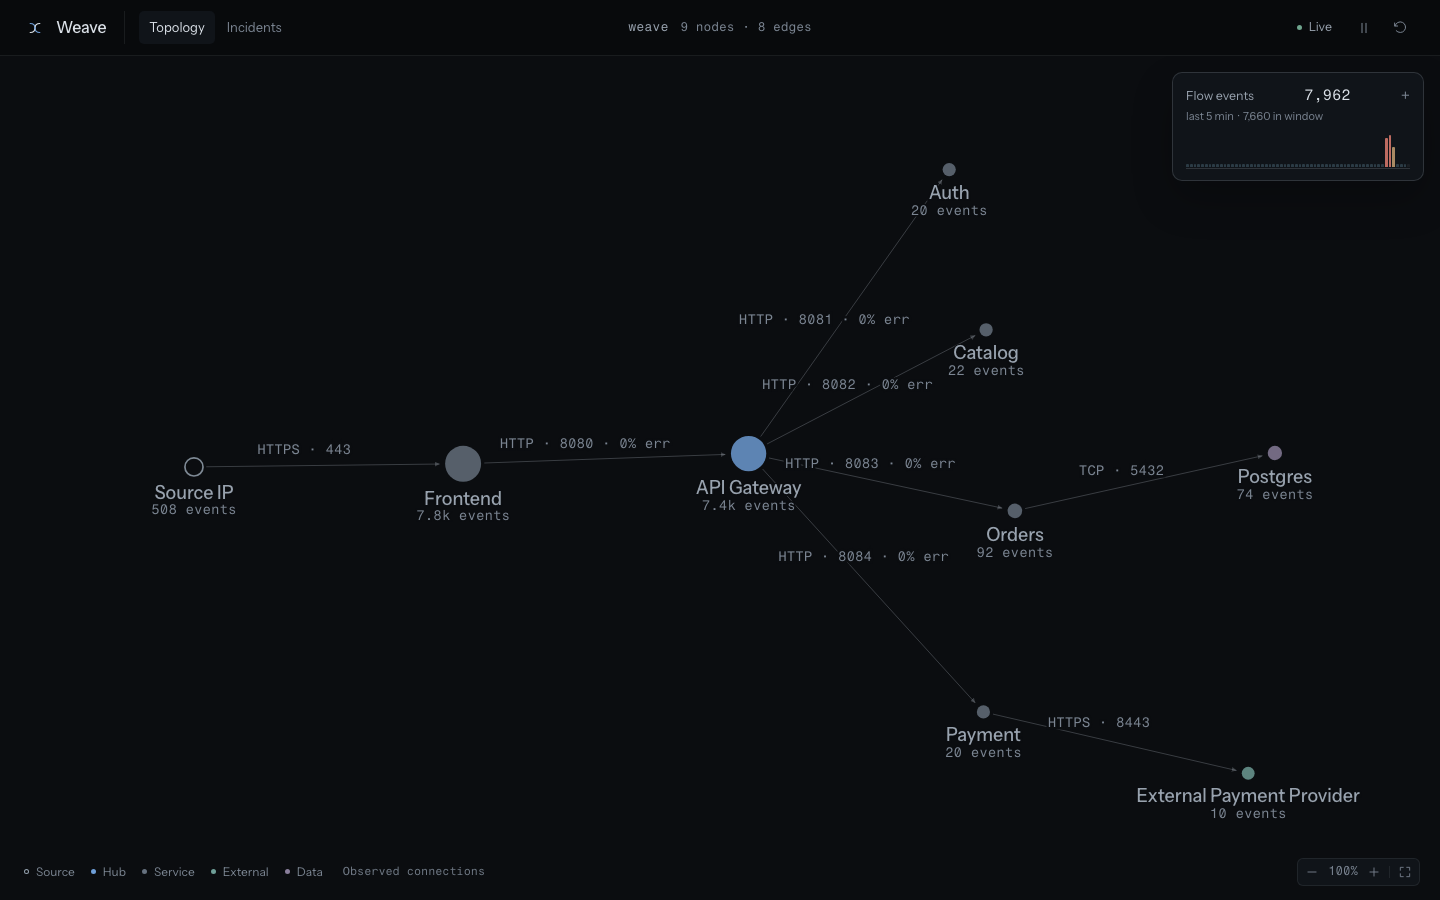 Weave
Topology
Incidents
weave 9 nodes · 8 edges
Live
Flow events 7,962 +
last 5 min · 7,660 in window
Auth
20 events
HTTP · 8081 · 0% err
Catalog
22 events
HTTP · 8082 · 0% err
HTTPS · 443
HTTP · 8080 · 0% err
HTTP · 8083 · 0% err
TCP · 5432
Source IP
508 events
Frontend
7.8k events
API Gateway
7.4k events
Postgres
74 events
Orders
92 events
HTTP · 8084 · 0% err
Payment
20 events
HTTPS · 8443
External Payment Provider
10 events
Source
Hub
Service
External
Data
Observed connections
− 100% +